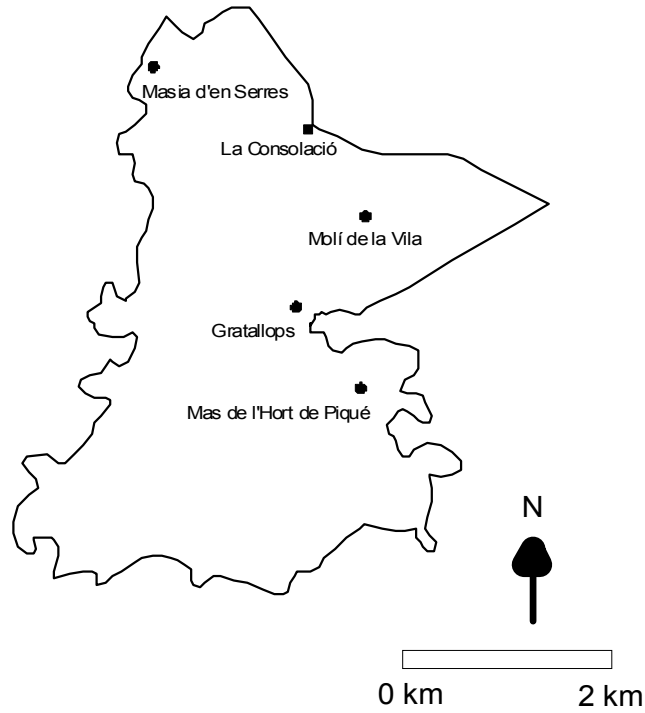 Masia d'en Serres
La Consolació
Molí de la Vila
Gratallops
Mas de l'Hort de Piqué
N
0 km
2 km